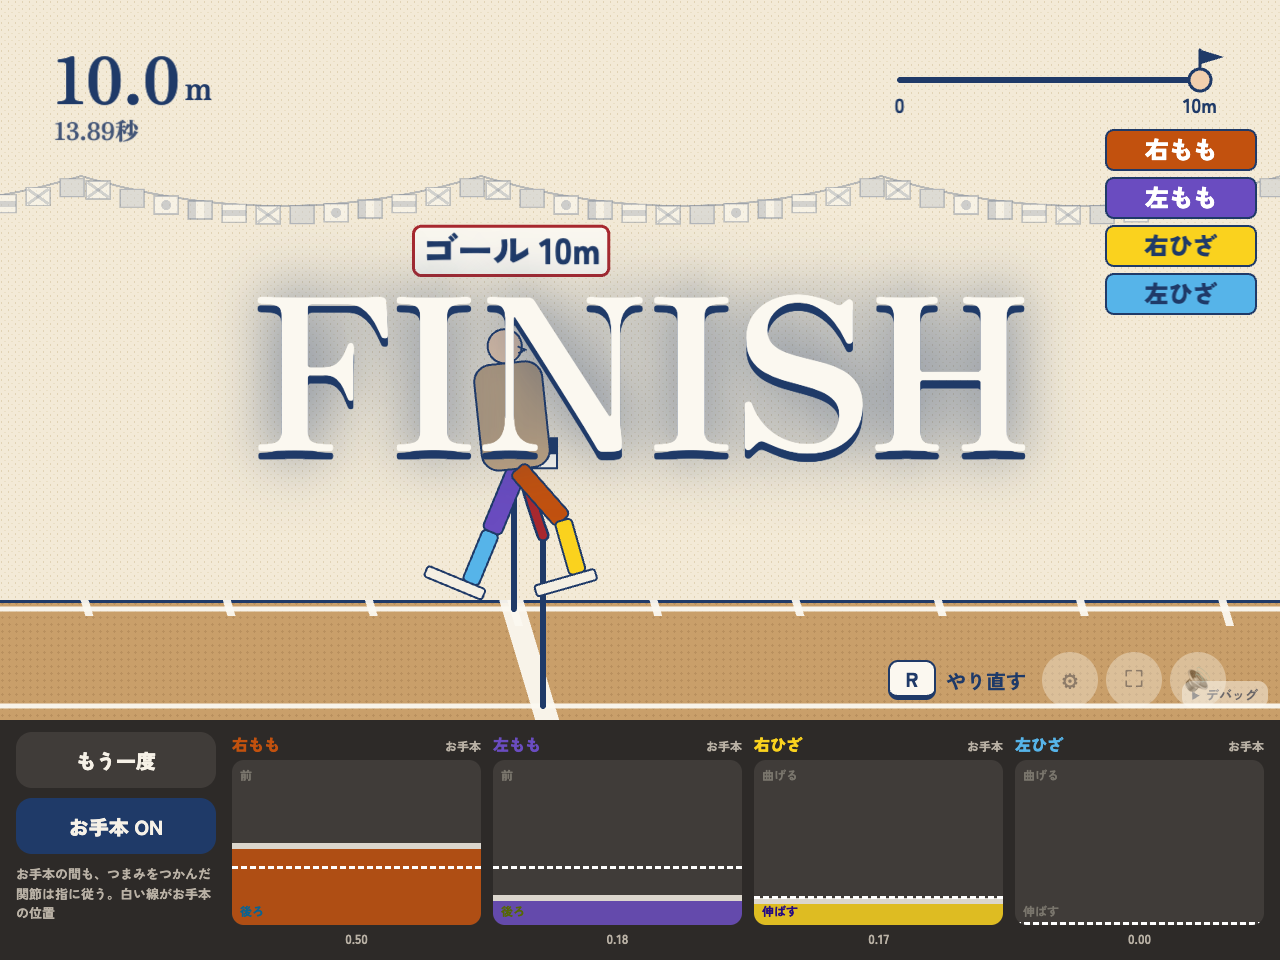 10.0 m
13.89秒
0
10m
右もも
左もも
右ひざ
左ひざ
ゴール 10m
FINISH
R やり直す
デバッグ
もう一度
お手本 ON
お手本の間も、つまみをつかんだ
関節は指に従う。白い線がお手本
の位置
右もも お手本
前
後ろ
0.50
左もも お手本
前
後ろ
0.18
右ひざ お手本
曲げる
伸ばす
0.17
左ひざ お手本
曲げる
伸ばす
0.00